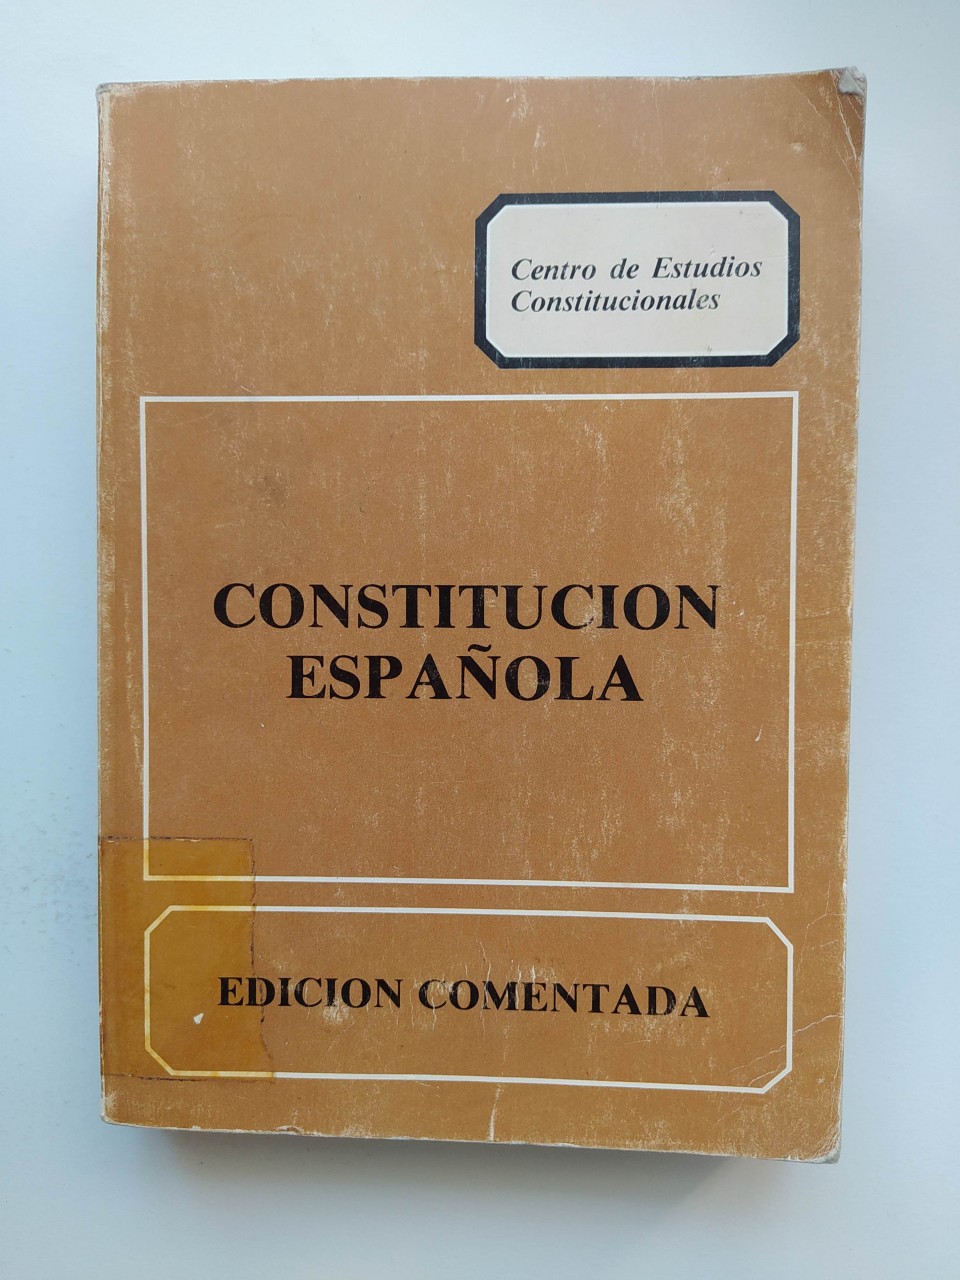 Centro de Estudios
Constitucionales
CONSTITUCION
ESPAÑOLA
EDICION COMENTADA